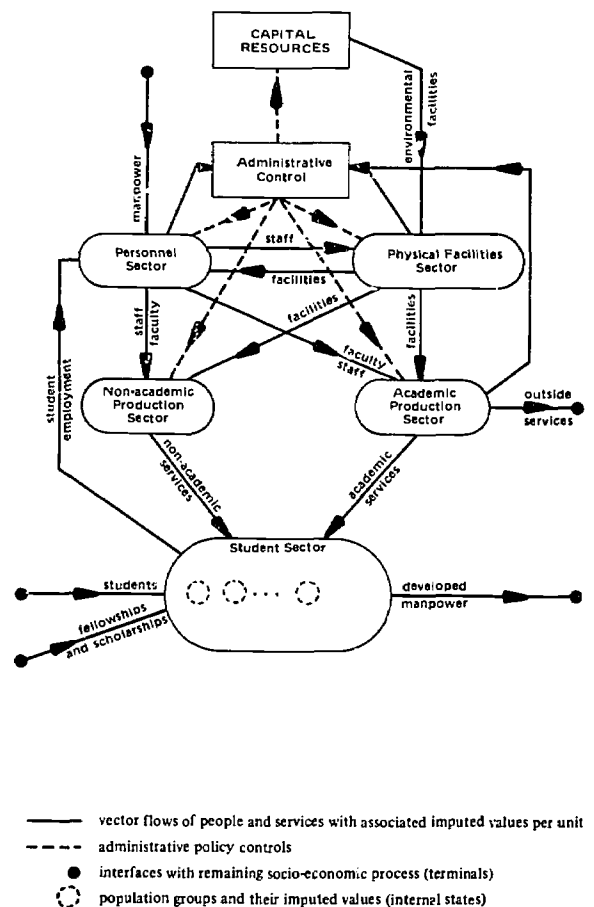 CAPITAL
RESOURCES
environmental
facilities
manpower
Administrative
Control
Personnel
Sector
staff
facilities
Physical Facilities
Sector
staff
faculty
facilities
faculty
staff
facilities
student
employment
Non-academic
Production
Sector
Academic
Production
Sector
outside
services
non-academic
services
academic
services
Student Sector
students
fellowships
and scholarships
developed
manpower
vector flows of people and services with associated imputed values per unit
administrative policy controls
interfaces with remaining socio-economic process (terminals)
population groups and their imputed values (internal states)